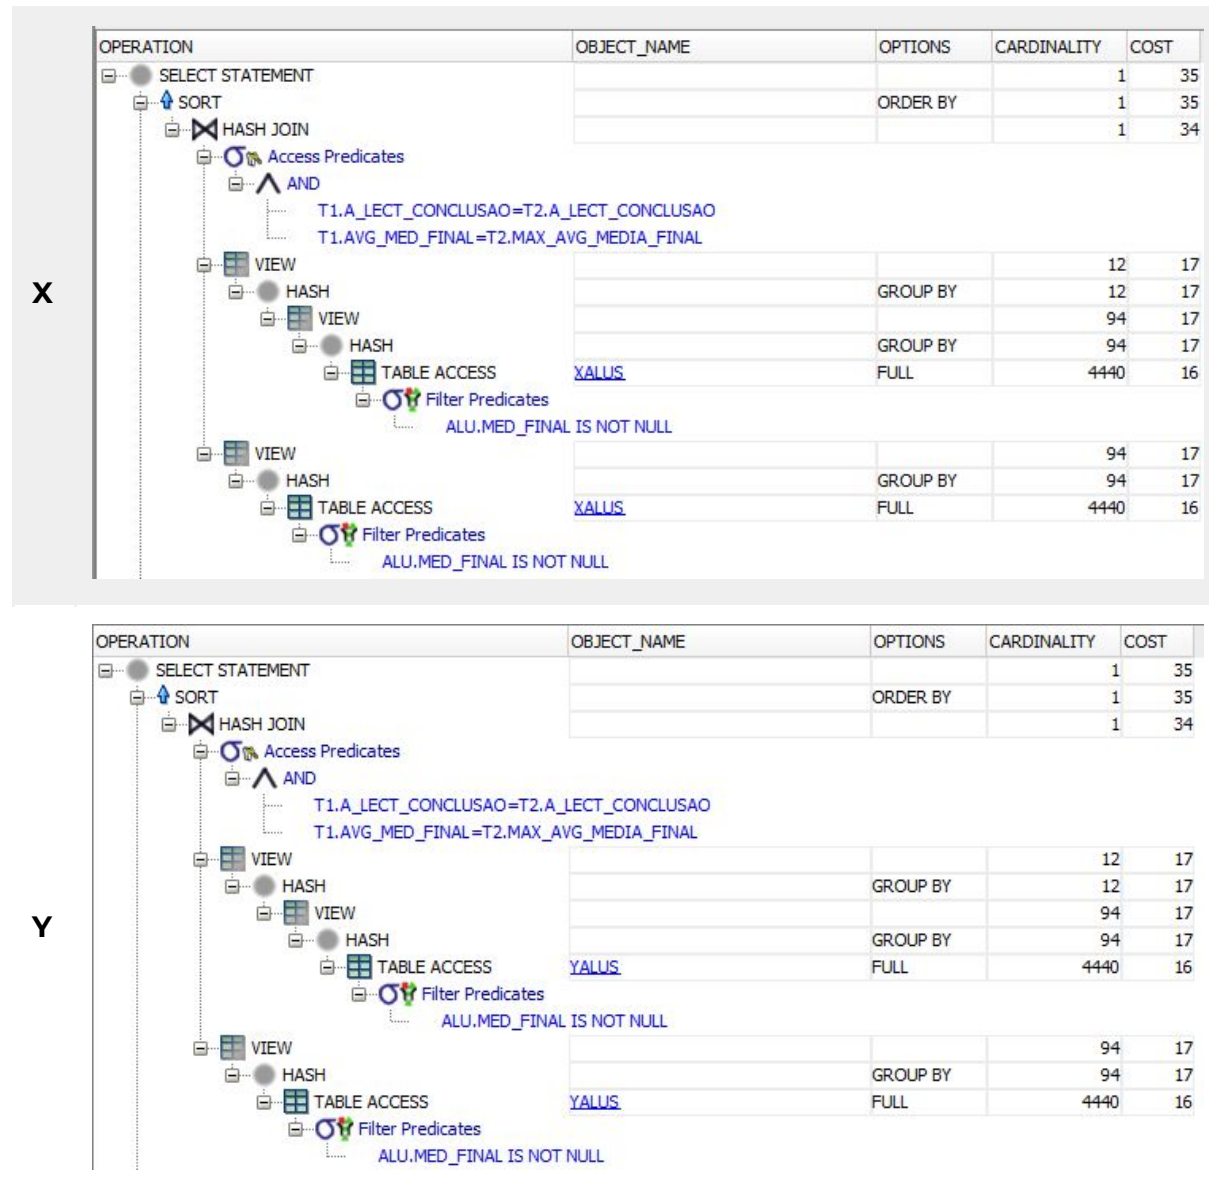 OPERATION OBJECT_NAME OPTIONS CARDINALITY COST
SELECT STATEMENT 1 35
SORT ORDER BY 1 35
HASH JOIN 1 34
Access Predicates
AND
T1.A_LECT_CONCLUSAO=T2.A_LECT_CONCLUSAO
T1.AVG_MED_FINAL=T2.MAX_AVG_MEDIA_FINAL
VIEW 12 17
X
HASH GROUP BY 12 17
VIEW 94 17
HASH GROUP BY 94 17
TABLE ACCESS XALUS FULL 4440 16
Filter Predicates
ALU.MED_FINAL IS NOT NULL
VIEW 94 17
HASH GROUP BY 94 17
TABLE ACCESS XALUS FULL 4440 16
Filter Predicates
ALU.MED_FINAL IS NOT NULL
OPERATION OBJECT_NAME OPTIONS CARDINALITY COST
SELECT STATEMENT 1 35
SORT ORDER BY 1 35
HASH JOIN 1 34
Access Predicates
AND
T1.A_LECT_CONCLUSAO=T2.A_LECT_CONCLUSAO
T1.AVG_MED_FINAL=T2.MAX_AVG_MEDIA_FINAL
VIEW 12 17
HASH GROUP BY 12 17
VIEW 94 17
Y
HASH GROUP BY 94 17
TABLE ACCESS YALUS FULL 4440 16
Filter Predicates
ALU.MED_FINAL IS NOT NULL
VIEW 94 17
HASH GROUP BY 94 17
TABLE ACCESS YALUS FULL 4440 16
Filter Predicates
ALU.MED_FINAL IS NOT NULL